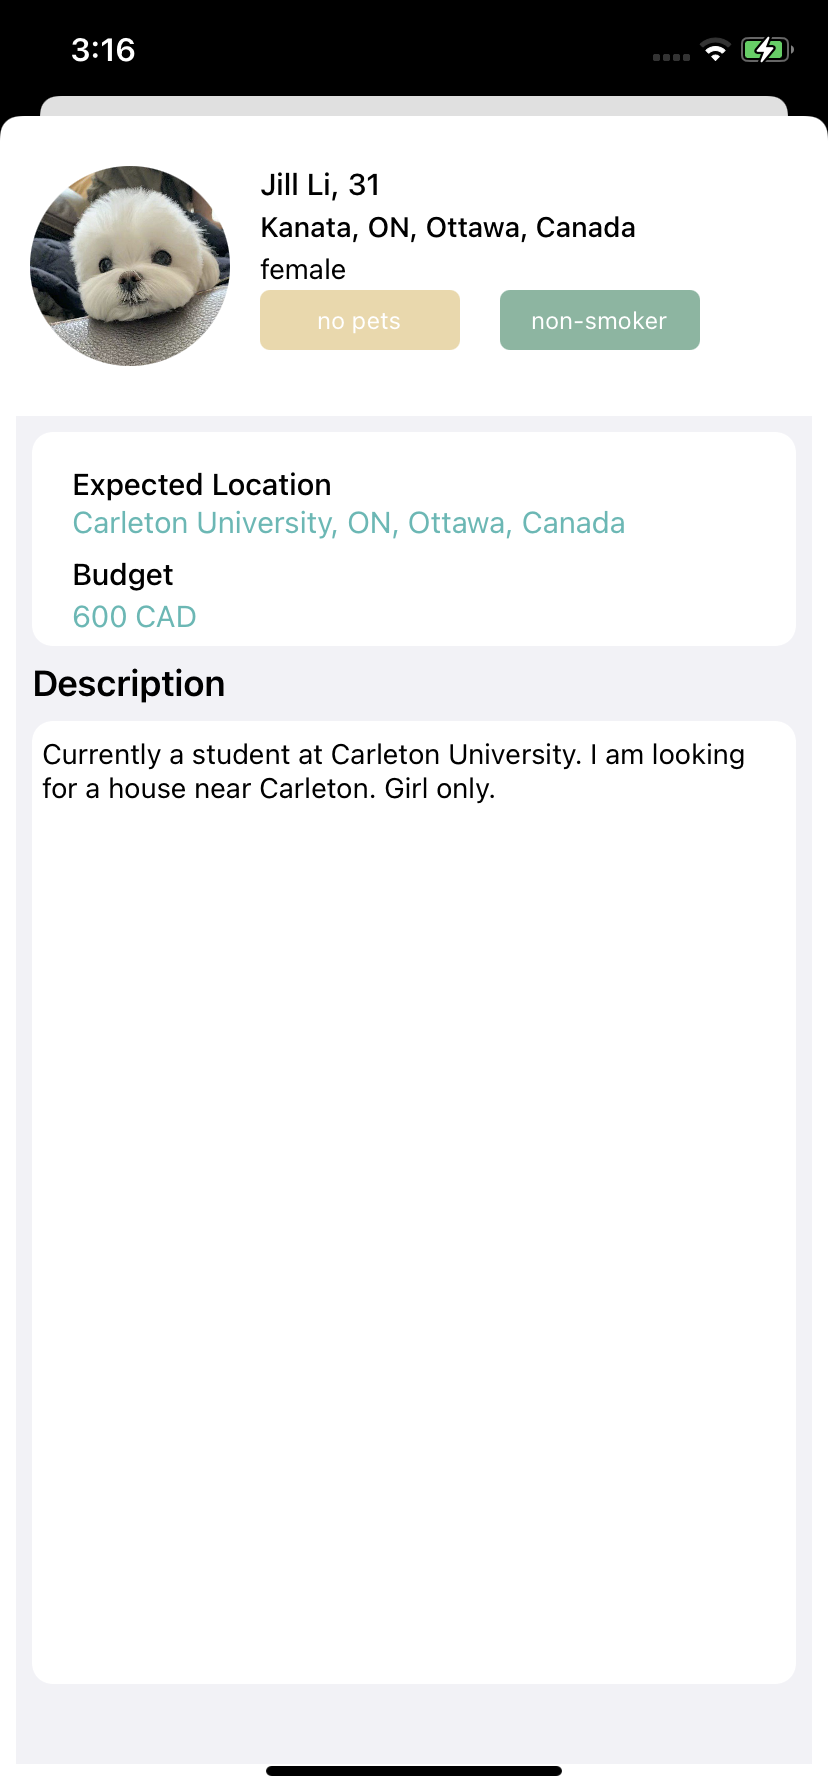 3:16
Jill Li, 31
Kanata, ON, Ottawa, Canada
female
no pets
non-smoker
Expected Location
Carleton University, ON, Ottawa, Canada
Budget
600 CAD
Description
Currently a student at Carleton University. I am looking
for a house near Carleton. Girl only.